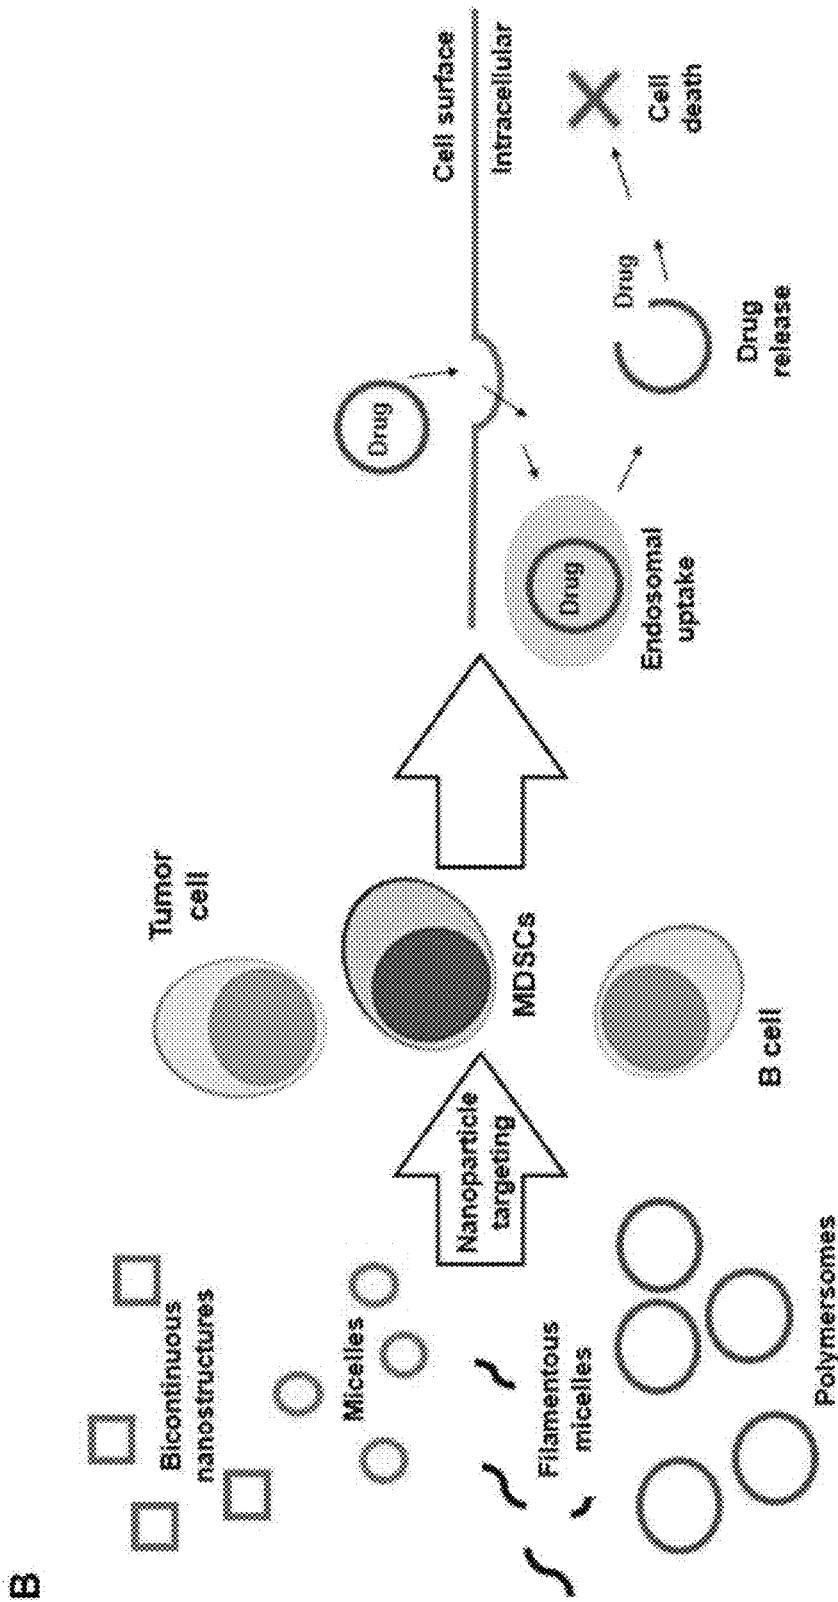 B
Bicontinuous
nanostructures
Micelles
Filamentous
micelles
Polymersomes
Nanoparticle
targeting
Tumor
cell
MDSCs
B cell
Drug
Cell surface
Intracellular
Drug
Endosomal
uptake
Drug
Drug
release
Cell
death